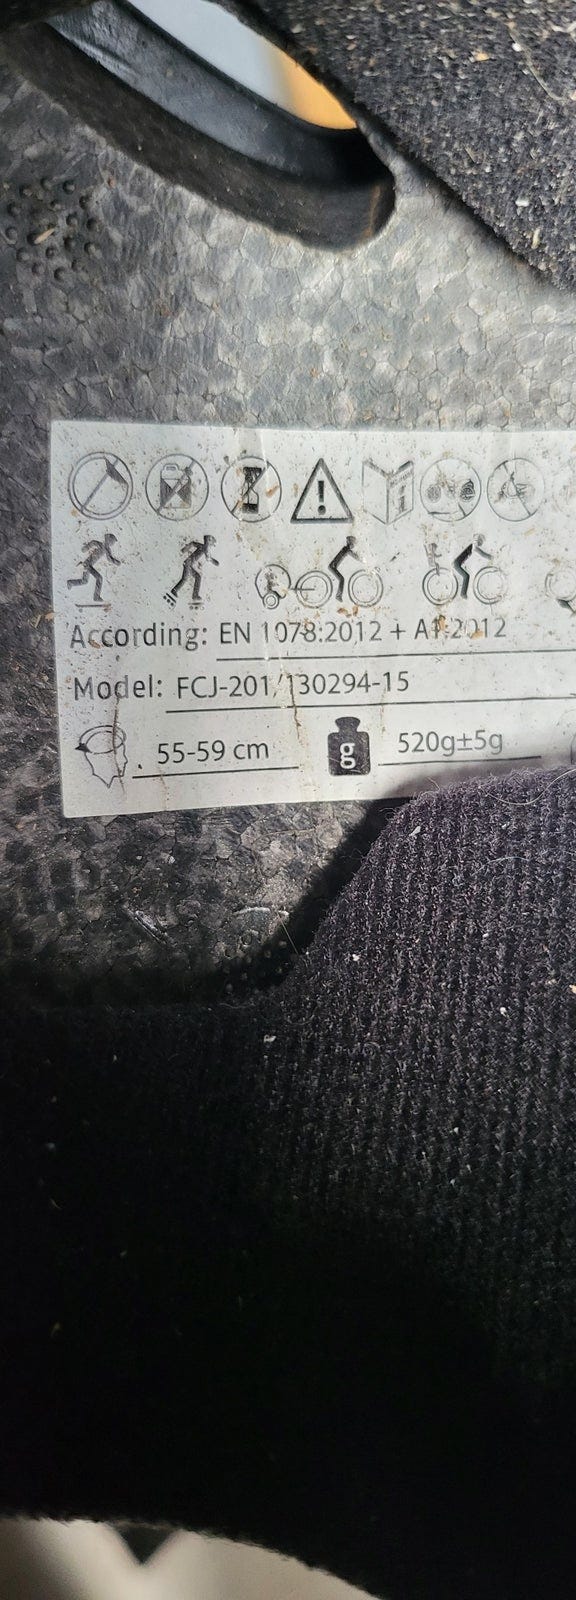 According: EN 1078:2012 + A1:2012
Model: FCJ-201/130294-15
55-59 cm g 520g±5g